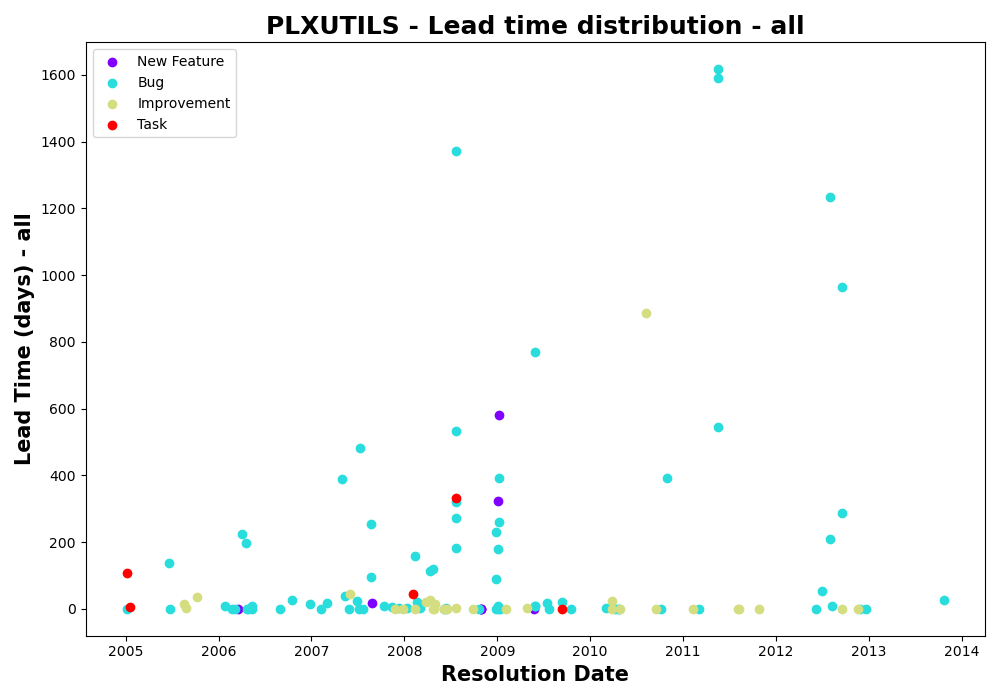 PLXUTILS - Lead time distribution - all
New Feature
Bug
Improvement
Task
Lead Time (days) - all
1600
1400
1200
1000
800
600
400
200
0
2005 2006 2007 2008 2009 2010 2011 2012 2013 2014
Resolution Date